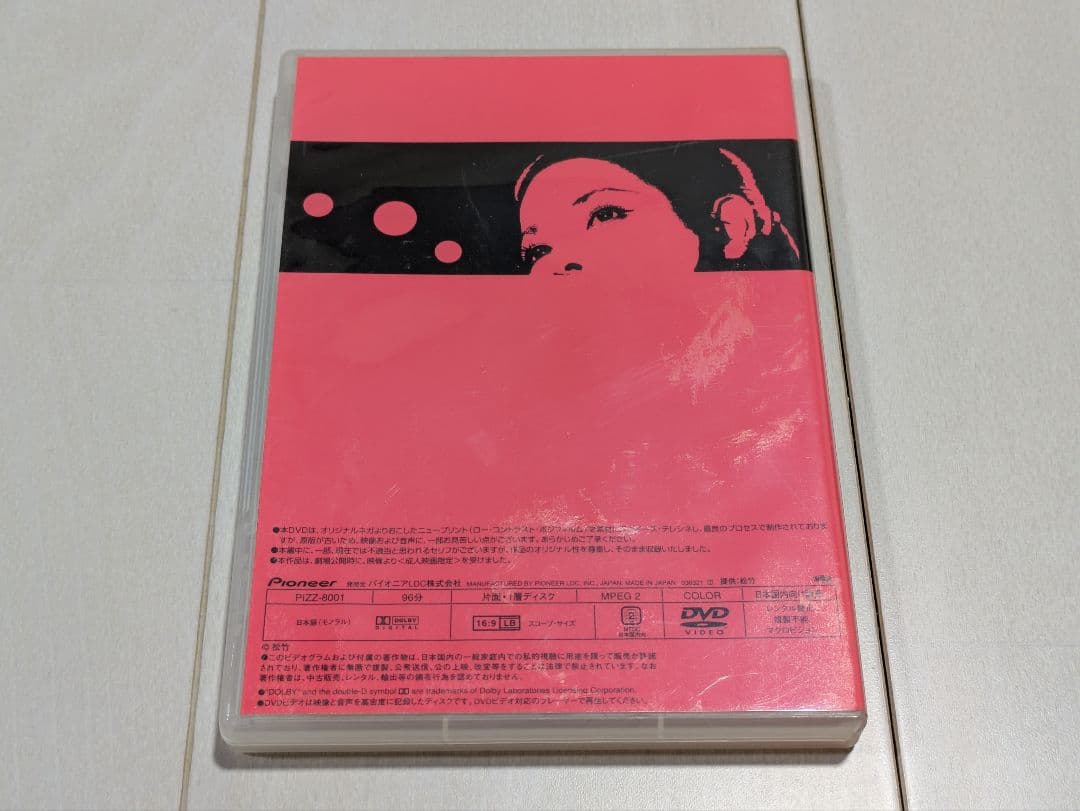 ●本DVDは、オリジナルネガよりおこしたニュープリント(ロー・コントラスト・ポジフィルム)を素材に テレシネし、最良のプロセスで制作されておりま
すが、原版が古いため、映像および音声に、一部お見苦しい点がございます。あらかじめご了承ください。
●本編中に、一部、現在では不適当と思われるセリフがございますが、作品のオリジナル性を尊重し、そのまま収録いたしました。
●本作品は、劇場公開時に、映倫より<成人映画指定>を受けました。
Pioneer 発売元 パイオニアLDC株式会社 MANUFACTURED BY PIONEER LDC, INC., JAPAN. MADE IN JAPAN 提供:松竹
PIZZ-8001 96分 片面・1層ディスク MPEG 2 COLOR 日本国内向け
日本語(モノラル) DOLBY DIGITAL 16:9 LB スコープ・サイズ 2 NTSC 日本国内向 DVD VIDEO レンタル禁止 複製不能 マクロビジョン
© 松竹
●このビデオグラムおよび付属の著作物は、日本国内の一般家庭内での私的視聴に用途を限って販売が許諾
されており、著作権者に無断で複製、公衆送信、公の上映、改変等をすることは法律で禁止されています。なお
著作権者は、中古販売、レンタル、輸出等の頒布行為を認めておりません。
●"DOLBY" and the double-D symbol are trademarks of Dolby Laboratories Licensing Corporation.
●DVDビデオは映像と音声を高密度に記録したディスクです。DVDビデオ対応のプレーヤーで再生してください。